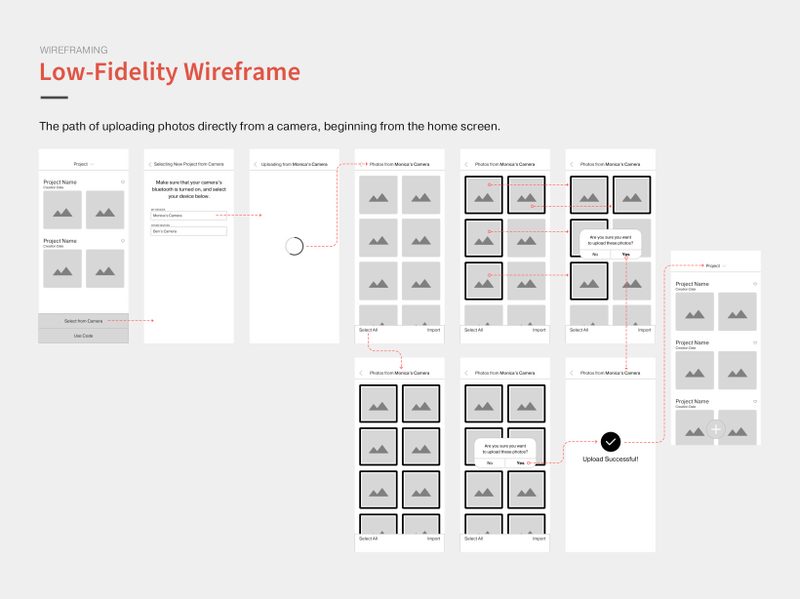 WIREFRAMING
Low-Fidelity Wireframe
The path of uploading photos directly from a camera, beginning from the home screen.
Project
Project Name
Creation Date
Project Name
Creation Date
Select from Camera
Use Code
Selecting New Project from Camera
Make sure that your camera's
bluetooth is turned on, and select
your device below.
Monica's Camera
Ben's Camera
Uploading from Monica's Camera
Photos from Monica's Camera
Select All Import
Photos from Monica's Camera
Select All Import
Photos from Monica's Camera
Are you sure you want
to upload these photos?
No Yes
Select All Import
Photos from Monica's Camera
Select All Import
Photos from Monica's Camera
Are you sure you want
to upload these photos?
No Yes
Select All Import
Photos from Monica's Camera
Upload Successful!
Project
Project Name
Creation Date
Project Name
Creation Date
Project Name
Creation Date